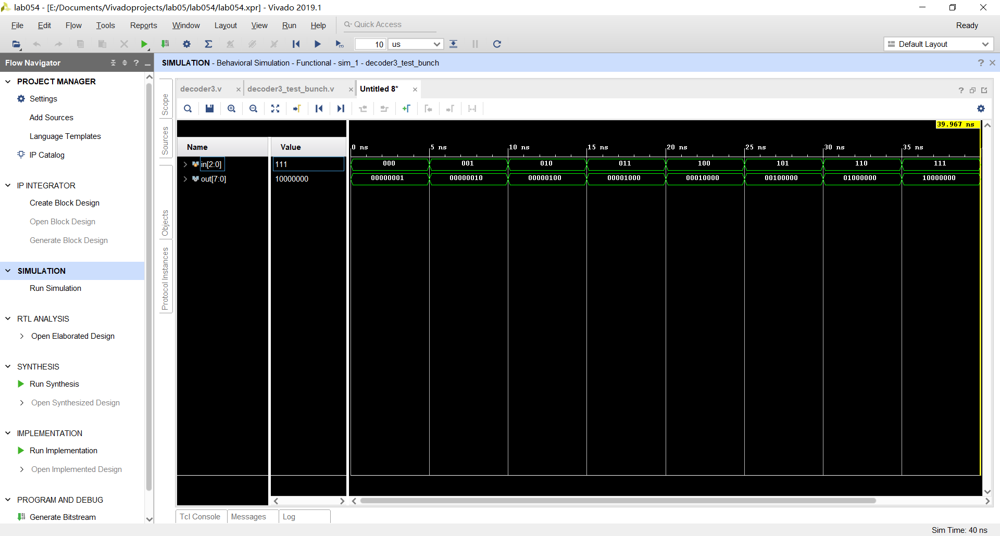 lab054 - [E:/Documents/Vivadoprojects/lab05/lab054/lab054.xpr] - Vivado 2019.1
File Edit Flow Tools Reports Window Layout View Run Help Quick Access Ready
10 us Default Layout
Flow Navigator
PROJECT MANAGER
Settings
Add Sources
Language Templates
IP Catalog
IP INTEGRATOR
Create Block Design
Open Block Design
Generate Block Design
SIMULATION
Run Simulation
RTL ANALYSIS
Open Elaborated Design
SYNTHESIS
Run Synthesis
Open Synthesized Design
IMPLEMENTATION
Run Implementation
Open Implemented Design
PROGRAM AND DEBUG
Generate Bitstream
SIMULATION - Behavioral Simulation - Functional - sim_1 - decoder3_test_bunch
Scope
Sources
Objects
Protocol Instances
decoder3.v decoder3_test_bunch.v Untitled 8*
39.967 ns
Name Value 0 ns 5 ns 10 ns 15 ns 20 ns 25 ns 30 ns 35 ns
in[2:0] 111 000 001 010 011 100 101 110 111
out[7:0] 10000000 00000001 00000010 00000100 00001000 00010000 00100000 01000000 10000000
Tcl Console Messages Log
Sim Time: 40 ns